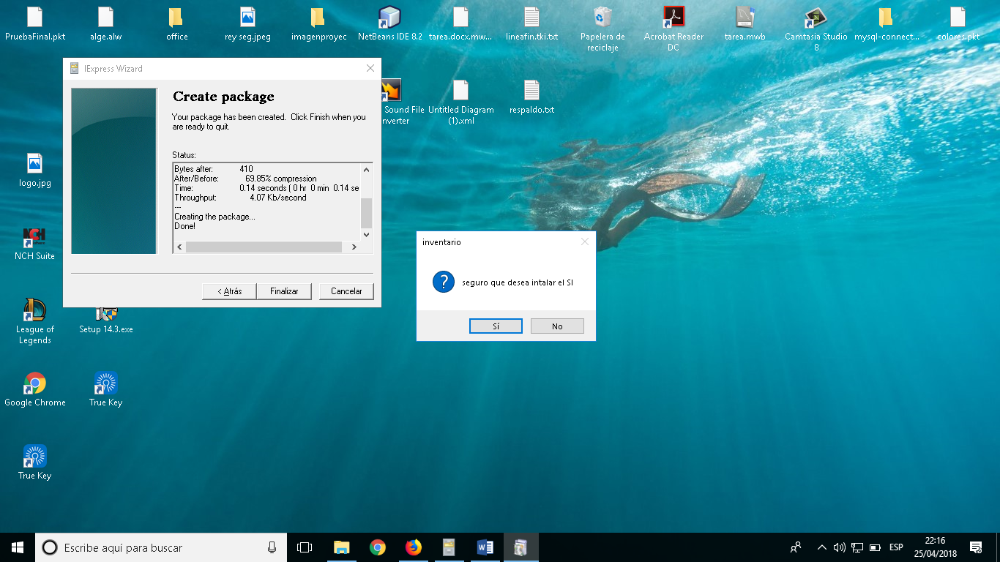 PruebaFinal.pkt
alge.alw
office
rey seg.jpeg
imagenproyec
NetBeans IDE 8.2
tarea.docx.mw...
lineafin.tki.txt
Papelera de
reciclaje
Acrobat Reader
DC
tarea.mwb
Camtasia Studio
8
mysql-connect...
colores.pkt
IExpress Wizard
Create package
Your package has been created. Click Finish when you
are ready to quit.
Status:
Bytes after: 410
After/Before: 69.85% compression
Time: 0.14 seconds ( 0 hr 0 min 0.14 se
Throughput: 4.07 Kb/second
---
Creating the package...
Done!
< Atrás
Finalizar
Cancelar
Sound File
nverter
Untitled Diagram
(1).xml
respaldo.txt
logo.jpg
NCH
NCH Suite
League of
Legends
Setup 14.3.exe
Google Chrome
True Key
True Key
inventario
seguro que desea intalar el SI
Sí
No
Escribe aquí para buscar
ESP
22:16
25/04/2018